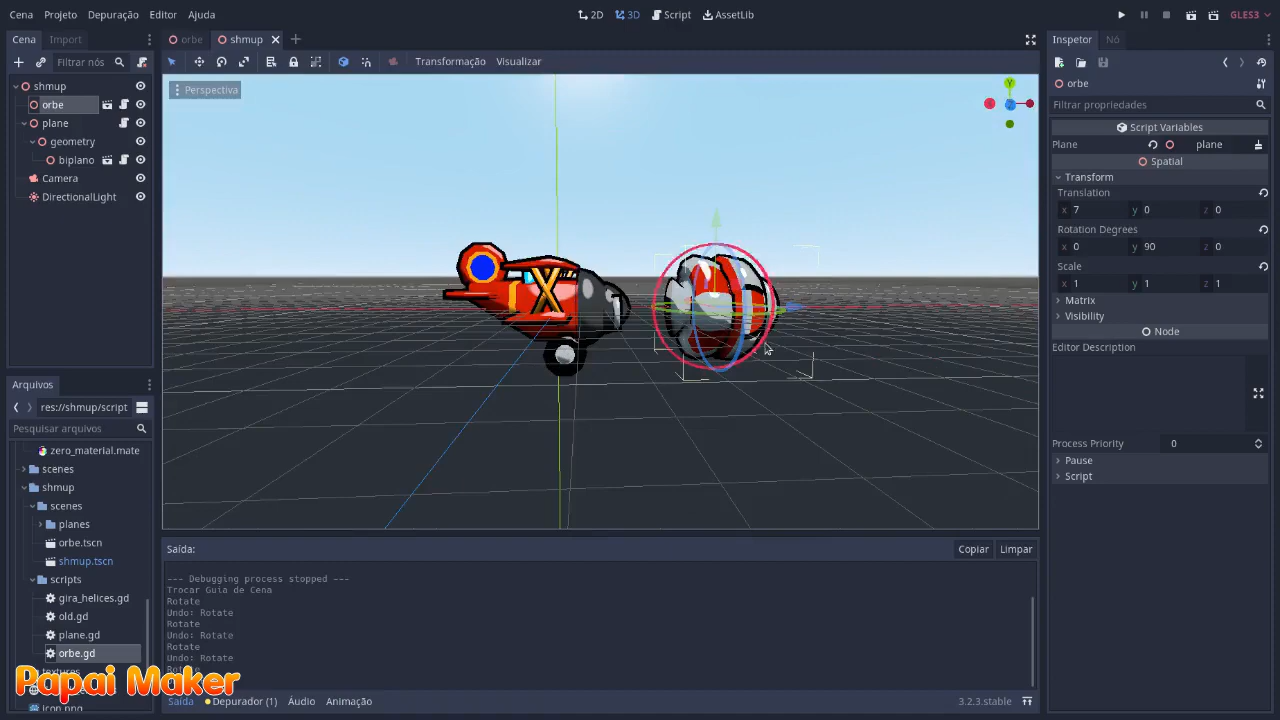 Cena Projeto Depuração Editor Ajuda
2D 3D Script AssetLib
GLES3
Cena Import
orbe shmup
Inspetor Nó
Filtrar nós
Transformação Visualizar
shmup
orbe
plane
geometry
biplano
Camera
DirectionalLight
Perspectiva
Y
Z
X
orbe
Filtrar propriedades
Script Variables
Plane plane
Spatial
Transform
Translation
x 7 y 0 z 0
Rotation Degrees
x 0 y 90 z 0
Scale
x 1 y 1 z 1
Matrix
Visibility
Node
Editor Description
Process Priority 0
Pause
Script
Arquivos
res://shmup/script
Pesquisar arquivos
zero_material.mate
scenes
shmup
scenes
planes
orbe.tscn
shmup.tscn
scripts
gira_helices.gd
old.gd
plane.gd
orbe.gd
textures
icon.png
Saída:
Copiar Limpar
--- Debugging process stopped ---
Trocar Guia de Cena
Rotate
Undo: Rotate
Rotate
Undo: Rotate
Rotate
Undo: Rotate
Rotate
Saída Depurador (1) Áudio Animação
3.2.3.stable
Papai Maker